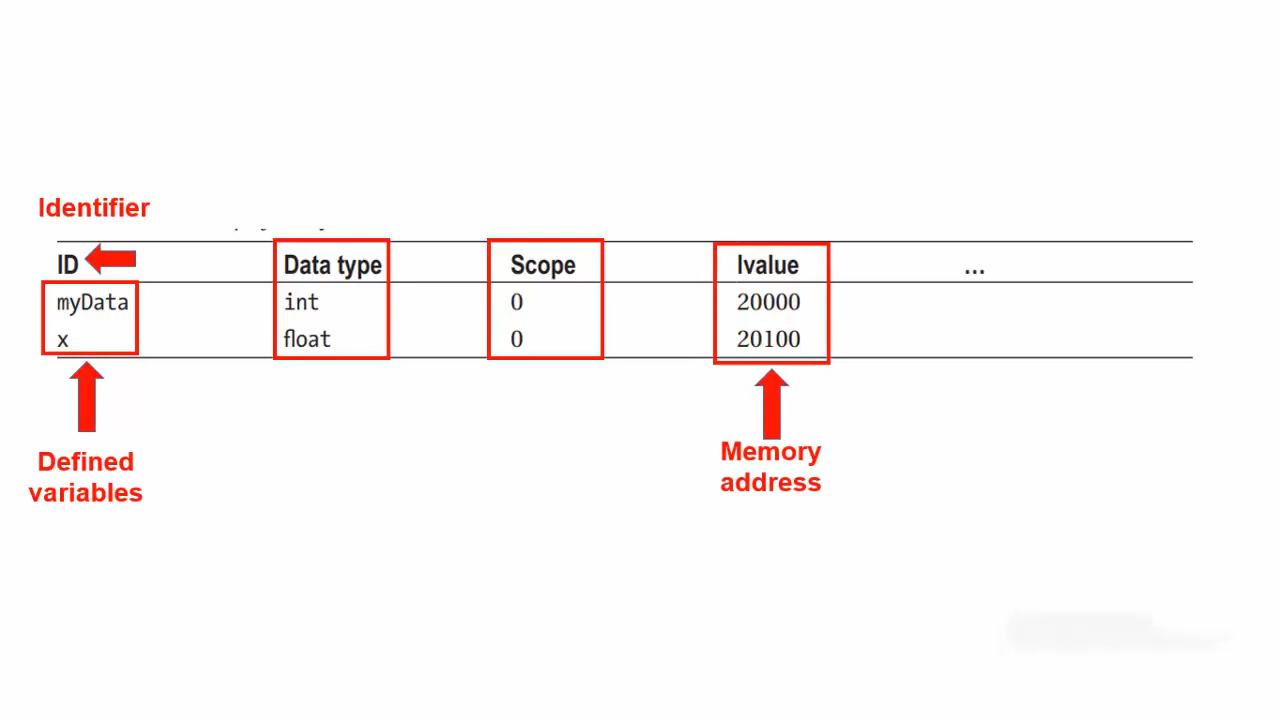 Identifier
ID Data type Scope lvalue ...
myData int 0 20000
x float 0 20100
Defined
variables
Memory
address